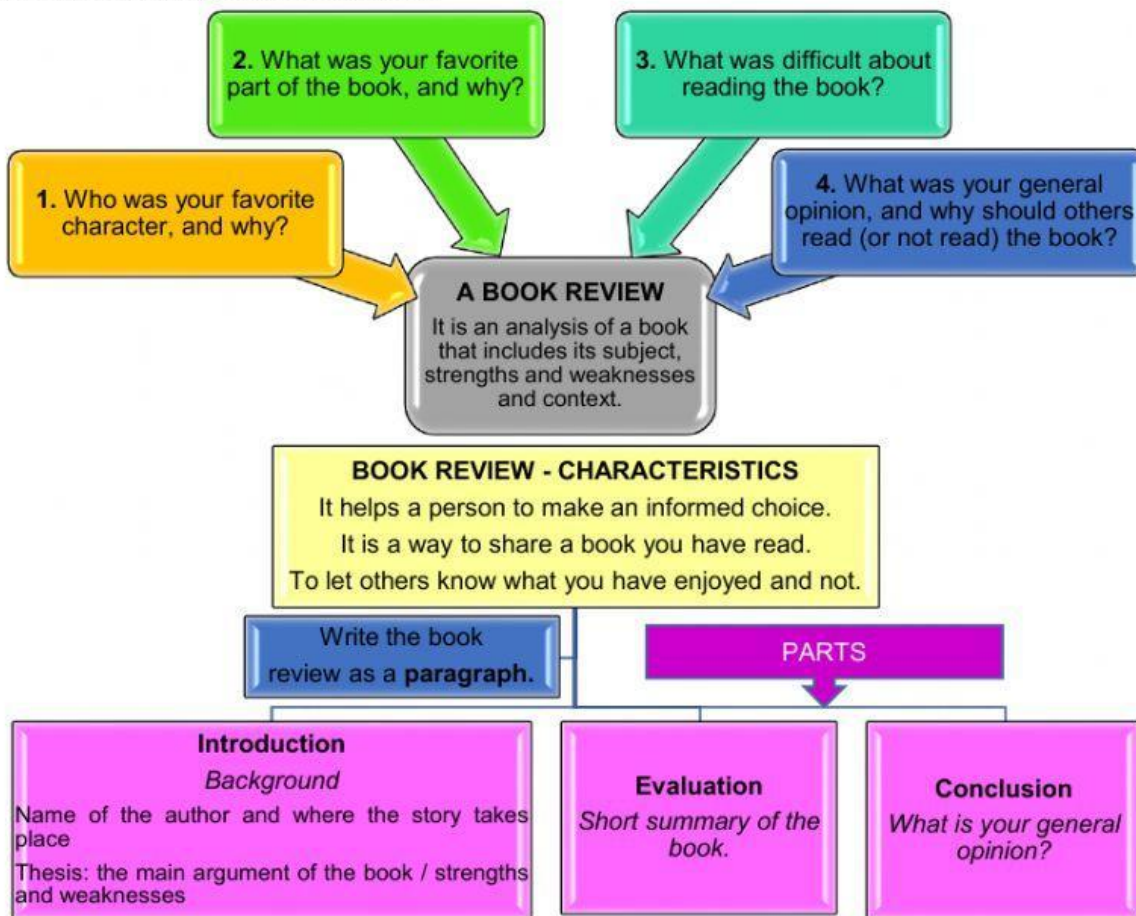 2. What was your favorite
part of the book, and why?
3. What was difficult about
reading the book?
1. Who was your favorite
character, and why?
4. What was your general
opinion, and why should others
read (or not read) the book?
A BOOK REVIEW
It is an analysis of a book
that includes its subject,
strengths and weaknesses
and context.
BOOK REVIEW - CHARACTERISTICS
It helps a person to make an informed choice.
It is a way to share a book you have read.
To let others know what you have enjoyed and not.
Write the book
review as a paragraph.
PARTS
Introduction
Background
Name of the author and where the story takes
place
Thesis: the main argument of the book / strengths
and weaknesses
Evaluation
Short summary of the
book.
Conclusion
What is your general
opinion?